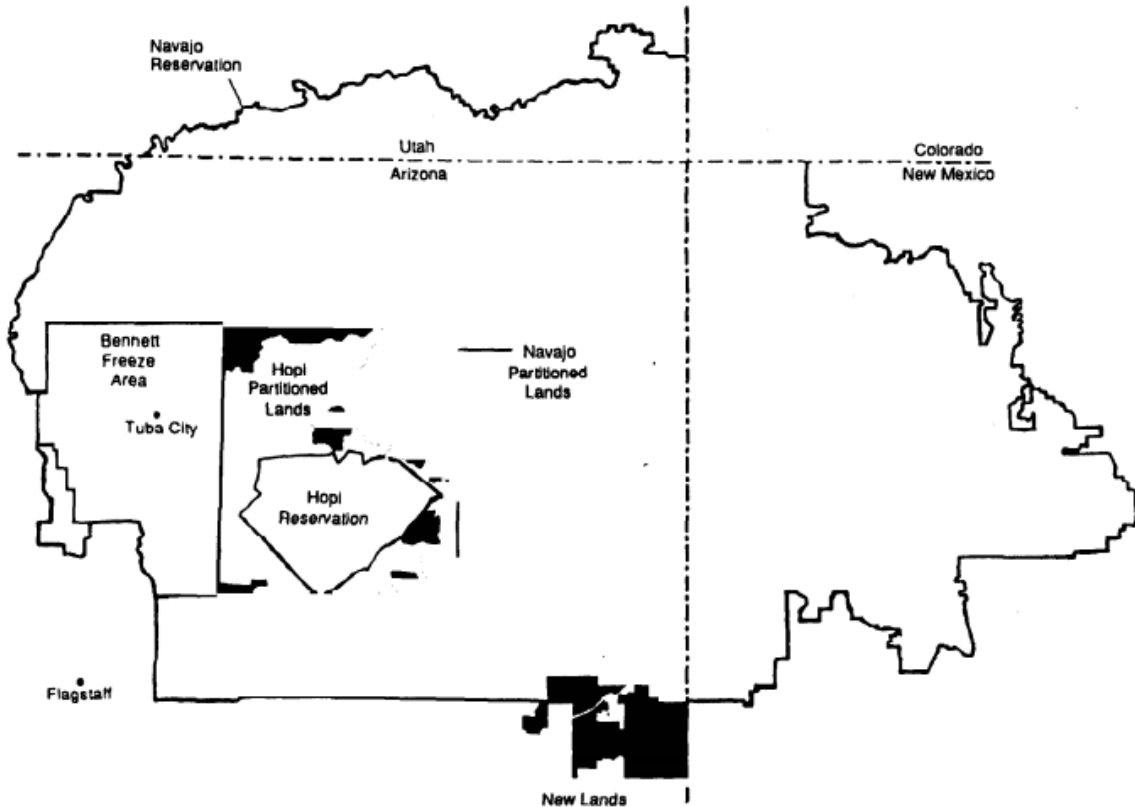 Navajo
Reservation
Utah
Arizona
Colorado
New Mexico
Bennett
Freeze
Area
Tuba City
Hopi
Partitioned
Lands
Navajo
Partitioned
Lands
Hopi
Reservation
Flagstaff
New Lands